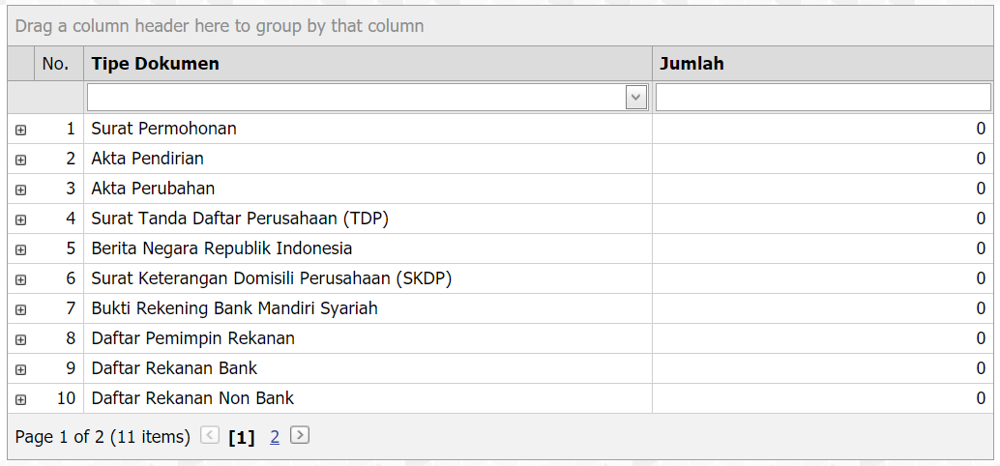 Drag a column header here to group by that column
No. Tipe Dokumen Jumlah
1 Surat Permohonan 0
2 Akta Pendirian 0
3 Akta Perubahan 0
4 Surat Tanda Daftar Perusahaan (TDP) 0
5 Berita Negara Republik Indonesia 0
6 Surat Keterangan Domisili Perusahaan (SKDP) 0
7 Bukti Rekening Bank Mandiri Syariah 0
8 Daftar Pemimpin Rekanan 0
9 Daftar Rekanan Bank 0
10 Daftar Rekanan Non Bank 0
Page 1 of 2 (11 items) [1] 2